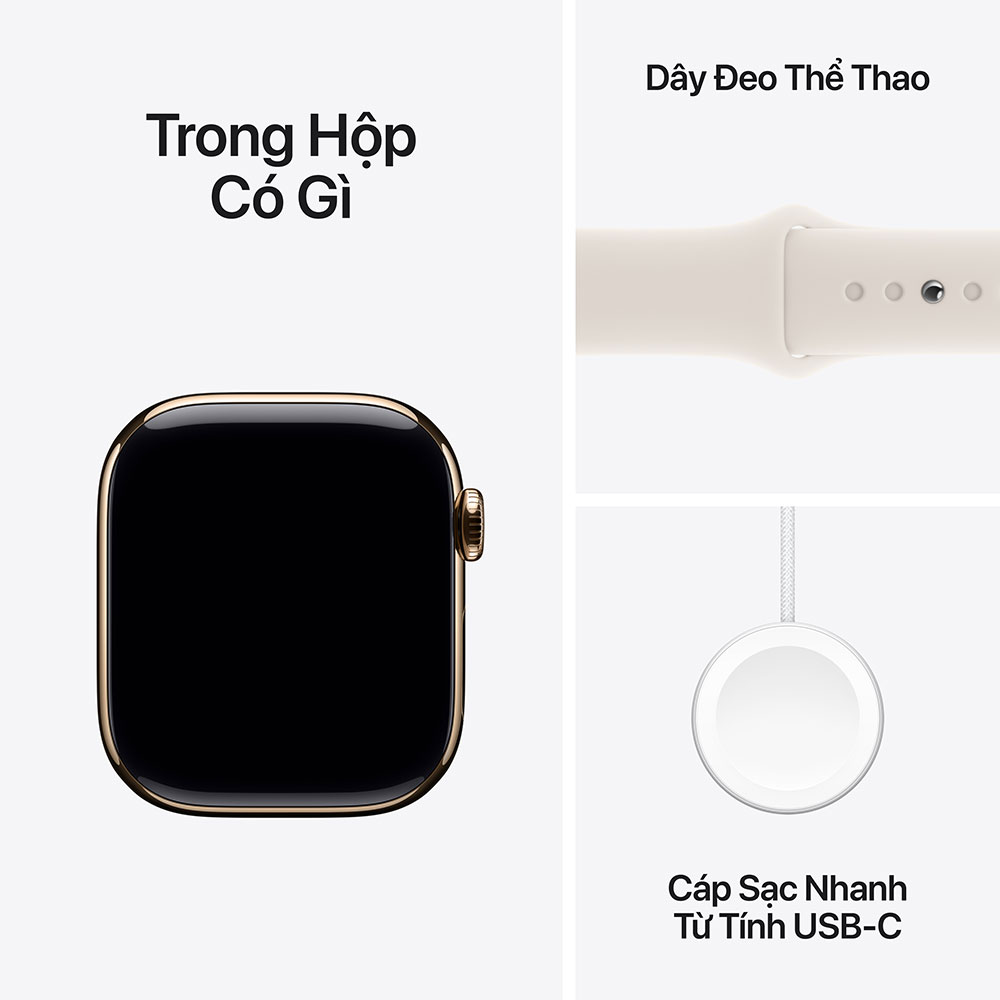 Trong Hộp
Có Gì
Dây Đeo Thể Thao
Cáp Sạc Nhanh
Từ Tính USB-C